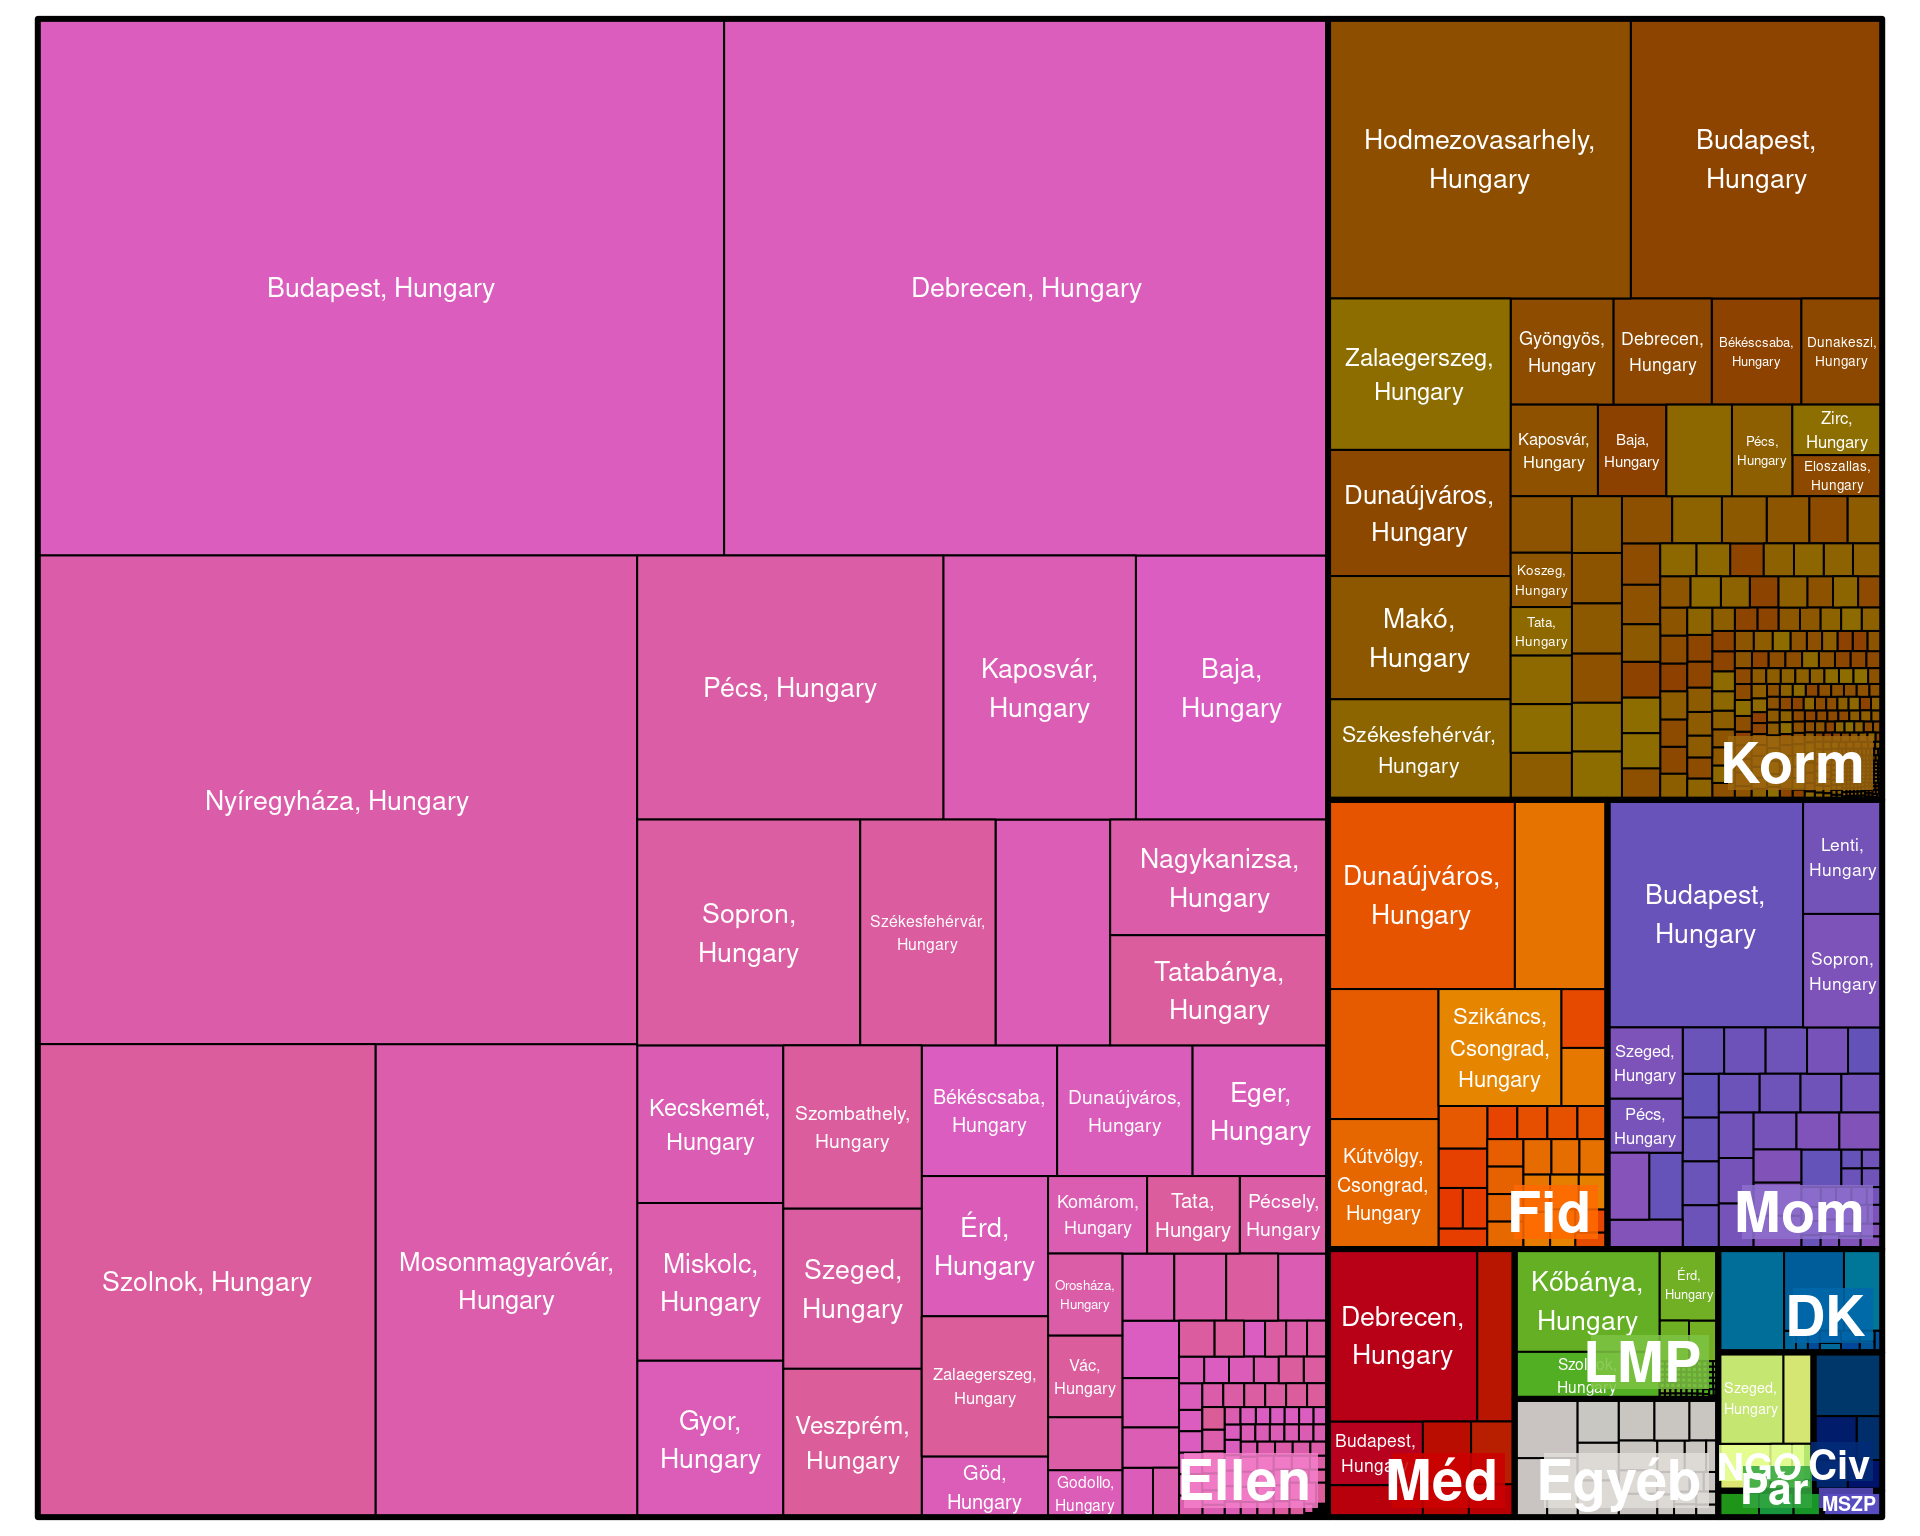 Budapest, Hungary
Debrecen, Hungary
Nyíregyháza, Hungary
Pécs, Hungary
Kaposvár,
Hungary
Baja,
Hungary
Sopron,
Hungary
Székesfehérvár,
Hungary
Nagykanizsa,
Hungary
Tatabánya,
Hungary
Szolnok, Hungary
Mosonmagyaróvár,
Hungary
Kecskemét,
Hungary
Miskolc,
Hungary
Gyor,
Hungary
Szombathely,
Hungary
Szeged,
Hungary
Veszprém,
Hungary
Békéscsaba,
Hungary
Dunaújváros,
Hungary
Eger,
Hungary
Érd,
Hungary
Zalaegerszeg,
Hungary
Göd,
Hungary
Komárom,
Hungary
Tata,
Hungary
Pécsely,
Hungary
Orosháza,
Hungary
Vác,
Hungary
Godollo,
Hungary
Ellen
Hodmezovasarhely,
Hungary
Budapest,
Hungary
Zalaegerszeg,
Hungary
Dunaújváros,
Hungary
Makó,
Hungary
Székesfehérvár,
Hungary
Gyöngyös,
Hungary
Debrecen,
Hungary
Békéscsaba,
Hungary
Dunakeszi,
Hungary
Kaposvár,
Hungary
Baja,
Hungary
Pécs,
Hungary
Zirc,
Hungary
Eloszallas,
Hungary
Koszeg,
Hungary
Tata,
Hungary
Korm
Dunaújváros,
Hungary
Szikáncs,
Csongrad,
Hungary
Kútvölgy,
Csongrad,
Hungary
Fid
Budapest,
Hungary
Lenti,
Hungary
Sopron,
Hungary
Szeged,
Hungary
Pécs,
Hungary
Mom
Debrecen,
Hungary
Budapest,
Hungary
Méd
Kőbánya,
Hungary
Érd,
Hungary
Szolnok,
Hungary
LMP
Egyéb
DK
Szeged,
Hungary
NGO
Civ
Par
MSZP